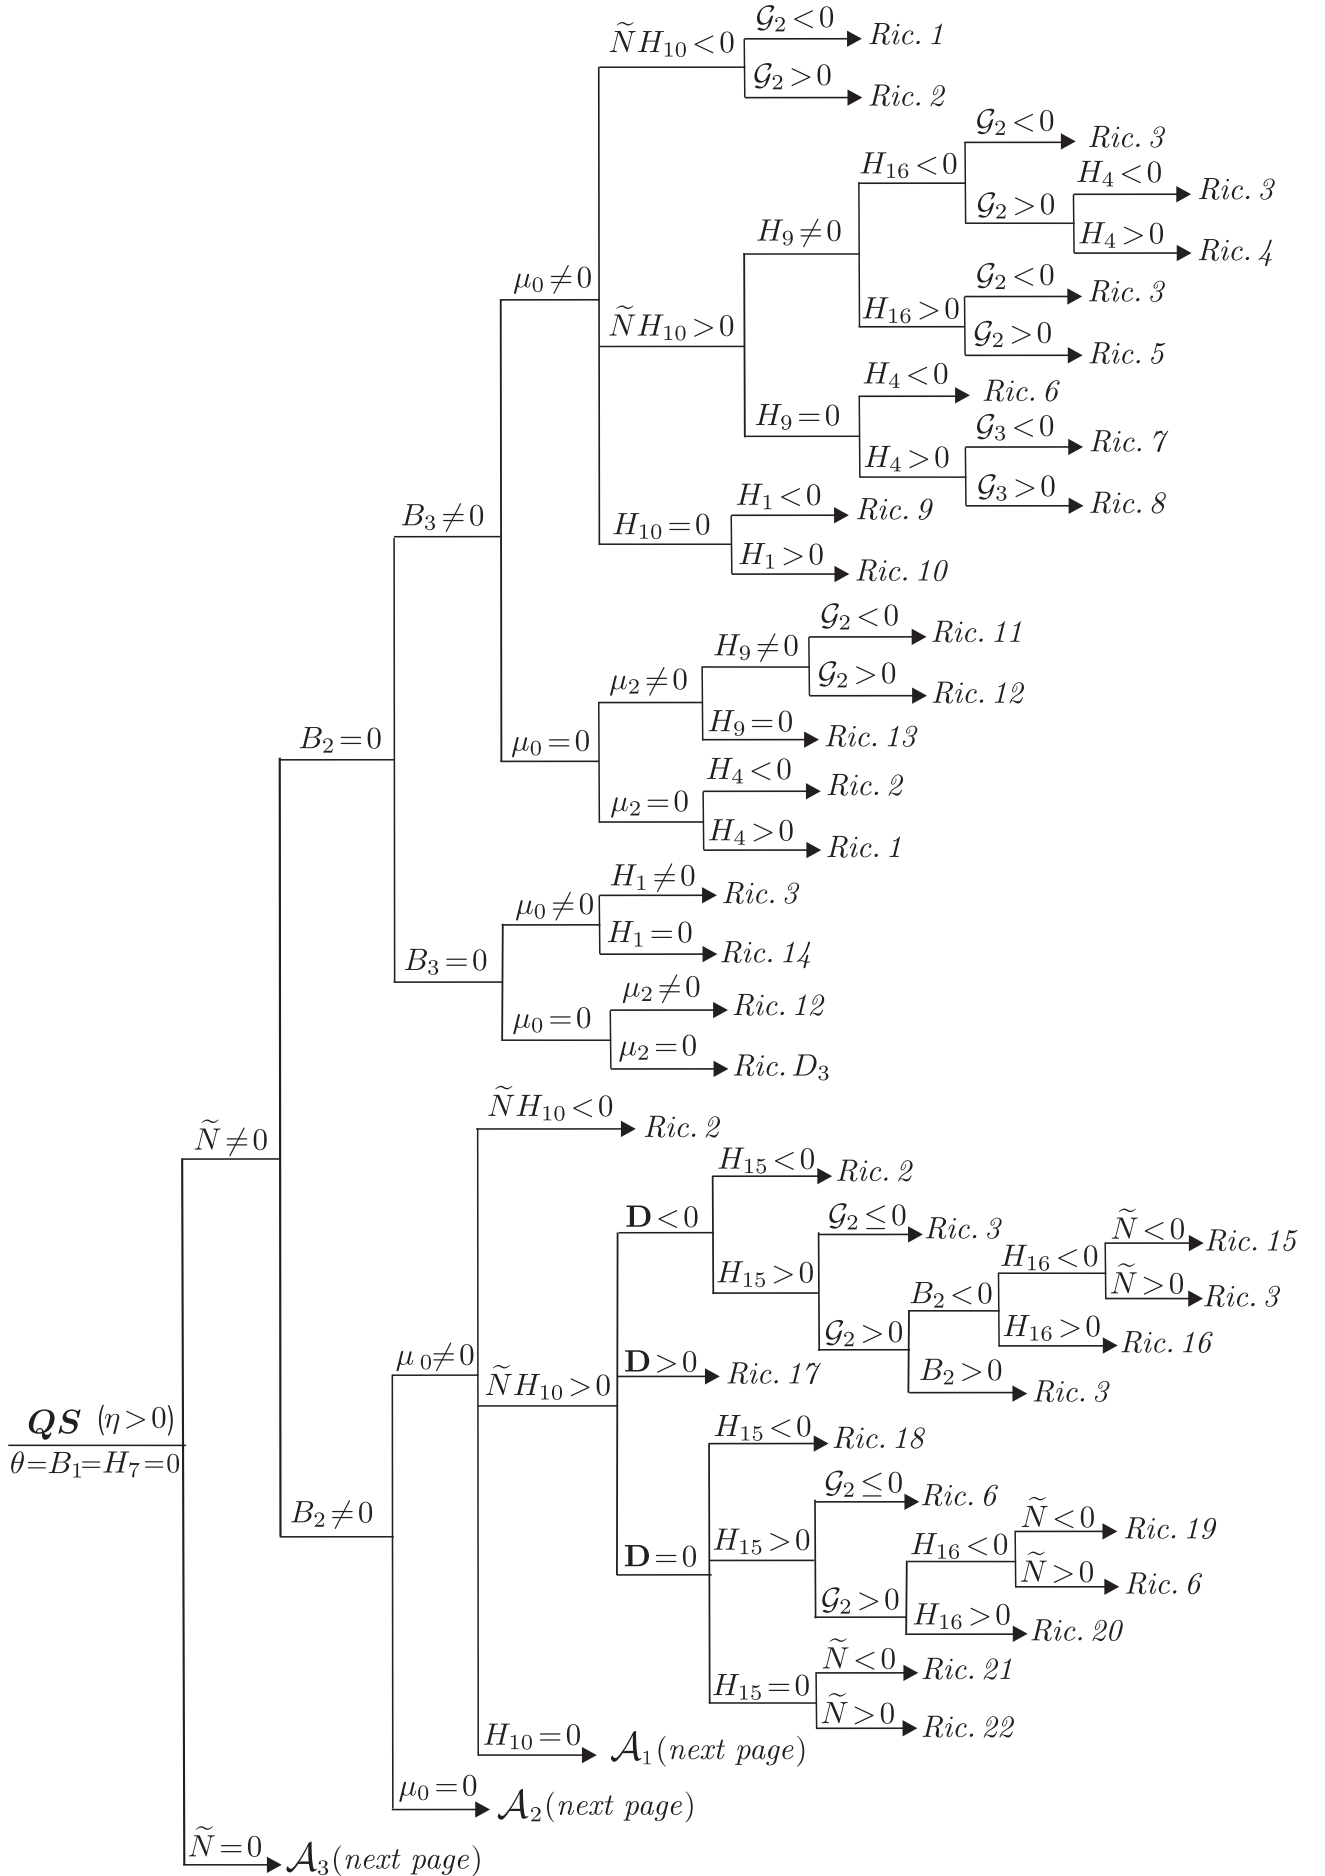 𝒢₂<0
Ric. 1
ÑH₁₀<0
𝒢₂>0
Ric. 2
𝒢₂<0
Ric. 3
H₁₆<0
H₄<0
Ric. 3
𝒢₂>0
H₄>0
Ric. 4
H₉≠0
𝒢₂<0
Ric. 3
μ₀≠0
H₁₆>0
𝒢₂>0
Ric. 5
ÑH₁₀>0
H₄<0
Ric. 6
H₉=0
𝒢₃<0
Ric. 7
H₄>0
𝒢₃>0
Ric. 8
B₃≠0
H₁<0
Ric. 9
H₁₀=0
H₁>0
Ric. 10
𝒢₂<0
Ric. 11
H₉≠0
𝒢₂>0
Ric. 12
μ₂≠0
H₉=0
Ric. 13
B₂=0
μ₀=0
H₄<0
Ric. 2
μ₂=0
H₄>0
Ric. 1
H₁≠0
Ric. 3
μ₀≠0
H₁=0
Ric. 14
B₃=0
μ₂≠0
Ric. 12
μ₀=0
μ₂=0
Ric. D₃
ÑH₁₀<0
Ric. 2
Ñ≠0
H₁₅<0
Ric. 2
D<0
𝒢₂≤0
Ric. 3
Ñ<0
Ric. 15
H₁₆<0
H₁₅>0
B₂<0
Ñ>0
Ric. 3
𝒢₂>0
H₁₆>0
Ric. 16
μ₀≠0
D>0
Ric. 17
B₂>0
Ric. 3
ÑH₁₀>0
QS (η>0)
θ=B₁=H₇=0
H₁₅<0
Ric. 18
𝒢₂≤0
Ric. 6
B₂≠0
Ñ<0
Ric. 19
H₁₅>0
H₁₆<0
D=0
Ñ>0
Ric. 6
𝒢₂>0
H₁₆>0
Ric. 20
Ñ<0
Ric. 21
H₁₅=0
Ñ>0
Ric. 22
H₁₀=0
𝒜₁(next page)
μ₀=0
𝒜₂(next page)
Ñ=0
𝒜₃(next page)